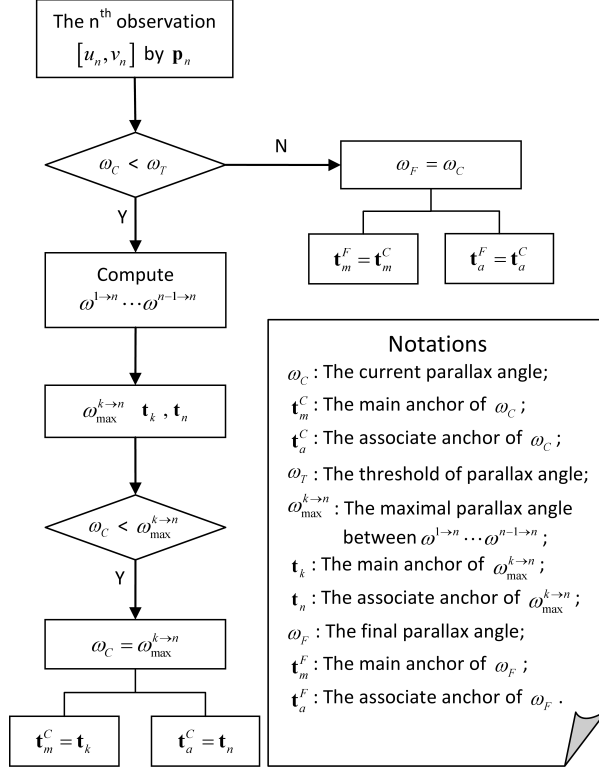 The nᵗʰ observation
[uₙ, vₙ] by 𝐩ₙ
ω_C < ω_T
N
ω_F = ω_C
𝐭_m^F = 𝐭_m^C
𝐭_a^F = 𝐭_a^C
Y
Compute
ω^{1→n} ⋯ ω^{n-1→n}
ω_max^{k→n} 𝐭_k , 𝐭_n
ω_C < ω_max^{k→n}
Y
ω_C = ω_max^{k→n}
𝐭_m^C = 𝐭_k
𝐭_a^C = 𝐭_n
Notations
ω_C : The current parallax angle;
𝐭_m^C : The main anchor of ω_C ;
𝐭_a^C : The associate anchor of ω_C ;
ω_T : The threshold of parallax angle;
ω_max^{k→n} : The maximal parallax angle
between ω^{1→n} ⋯ ω^{n-1→n} ;
𝐭_k : The main anchor of ω_max^{k→n} ;
𝐭_n : The associate anchor of ω_max^{k→n} ;
ω_F : The final parallax angle;
𝐭_m^F : The main anchor of ω_F ;
𝐭_a^F : The associate anchor of ω_F .